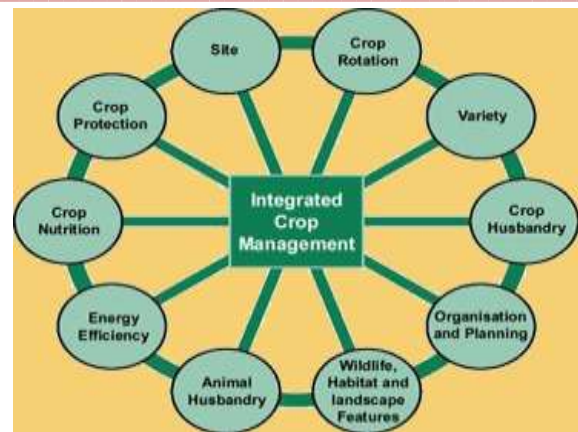 Site
Crop
Rotation
Variety
Crop
Husbandry
Organisation
and Planning
Wildlife,
Habitat and
landscape
Features
Animal
Husbandry
Energy
Efficiency
Crop
Nutrition
Crop
Protection
Integrated
Crop
Management